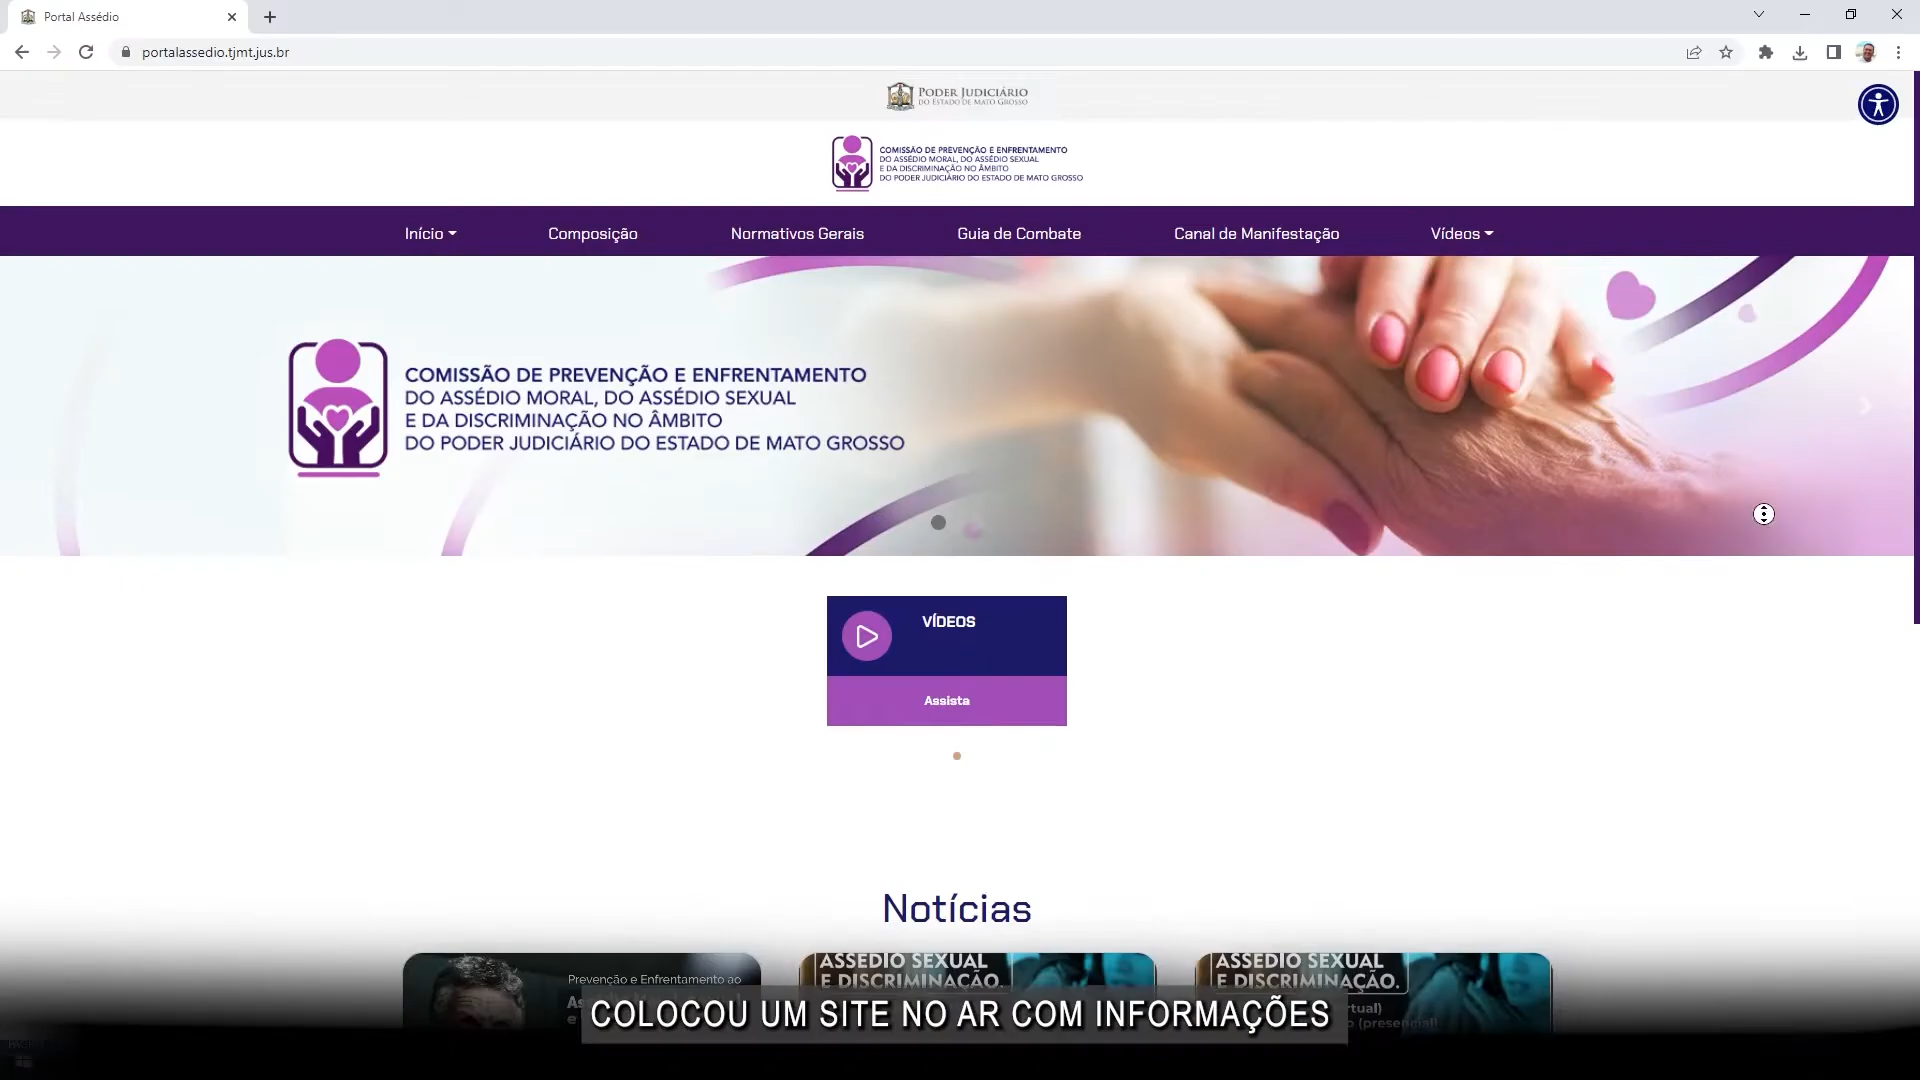 Portal Assédio
portalassedio.tjmt.jus.br
PODER JUDICIÁRIO
DO ESTADO DE MATO GROSSO
COMISSÃO DE PREVENÇÃO E ENFRENTAMENTO
DO ASSÉDIO MORAL, DO ASSÉDIO SEXUAL
E DA DISCRIMINAÇÃO NO ÂMBITO
DO PODER JUDICIÁRIO DO ESTADO DE MATO GROSSO
Início Composição Normativos Gerais Guia de Combate Canal de Manifestação Vídeos
COMISSÃO DE PREVENÇÃO E ENFRENTAMENTO
DO ASSÉDIO MORAL, DO ASSÉDIO SEXUAL
E DA DISCRIMINAÇÃO NO ÂMBITO
DO PODER JUDICIÁRIO DO ESTADO DE MATO GROSSO
VÍDEOS
Assista
Notícias
Prevenção e Enfrentamento ao
ASSÉDIO SEXUAL
E DISCRIMINAÇÃO.
ASSÉDIO SEXUAL
E DISCRIMINAÇÃO.
(presencial)
COLOCOU UM SITE NO AR COM INFORMAÇÕES